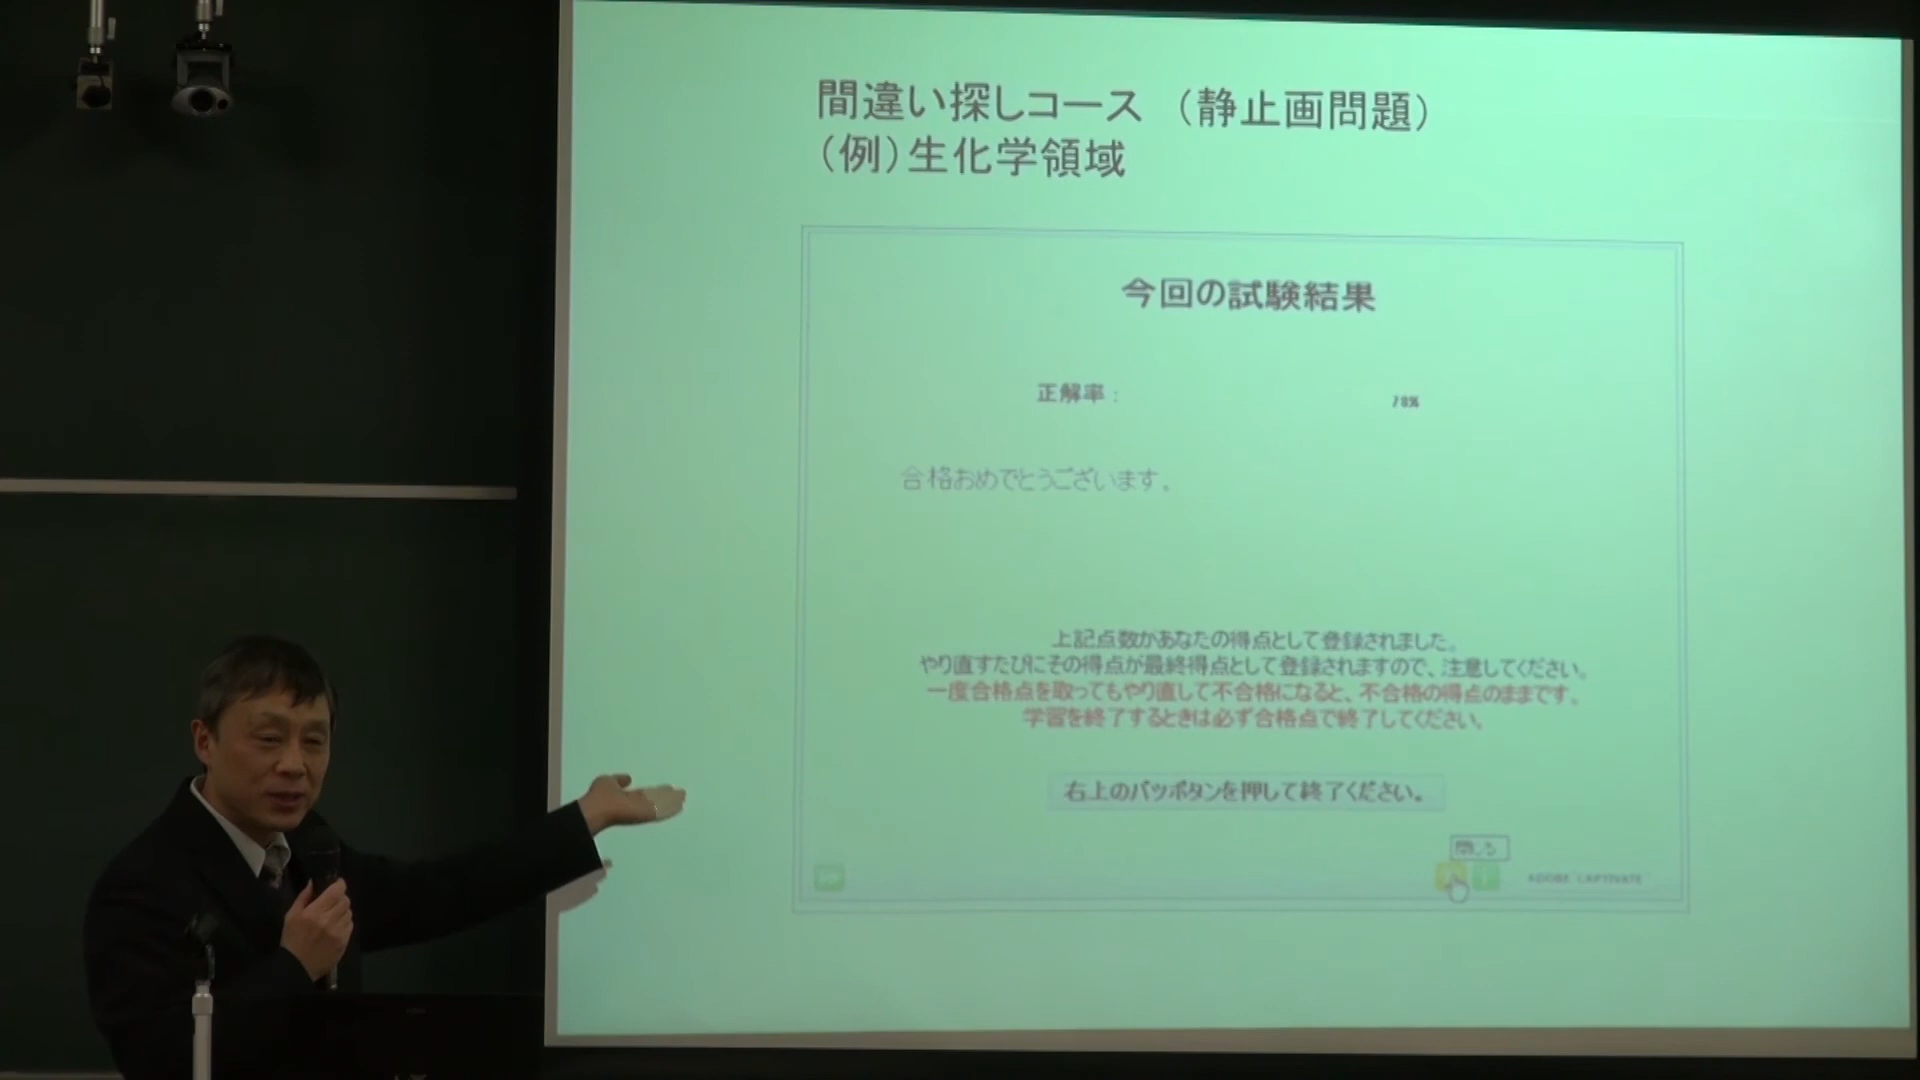 間違い探しコース （静止画問題）
（例）生化学領域
今回の試験結果
正解率： 78%
合格おめでとうございます。
上記点数があなたの得点として登録されました。
やり直すたびにその得点が最終得点として登録されますので、注意してください。
一度合格点を取ってもやり直して不合格になると、不合格の得点のままです。
学習を終了するときは必ず合格点で終了してください。
右上のバツボタンを押して終了ください。
閉じる
ADOBE CAPTIVATE